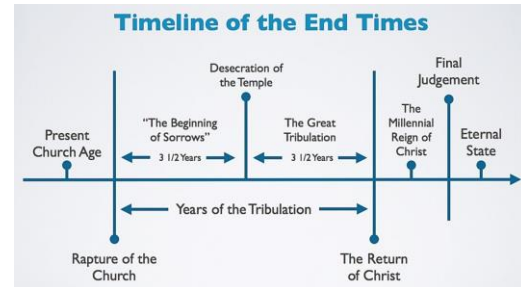 Timeline of the End Times
Desecration of
the Temple
Final
Judgement
"The Beginning
of Sorrows"
3 1/2 Years
The Great
Tribulation
3 1/2 Years
The
Millennial
Reign of
Christ
Present
Church Age
Eternal
State
Years of the Tribulation
Rapture of the
Church
The Return
of Christ